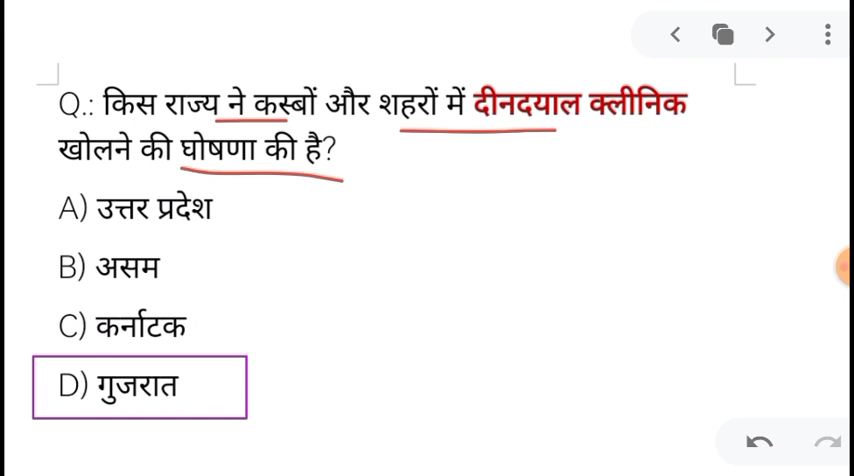 Q.: किस राज्य ने कस्बों और शहरों में दीनदयाल क्लीनिक
खोलने की घोषणा की है?
A) उत्तर प्रदेश
B) असम
C) कर्नाटक
D) गुजरात